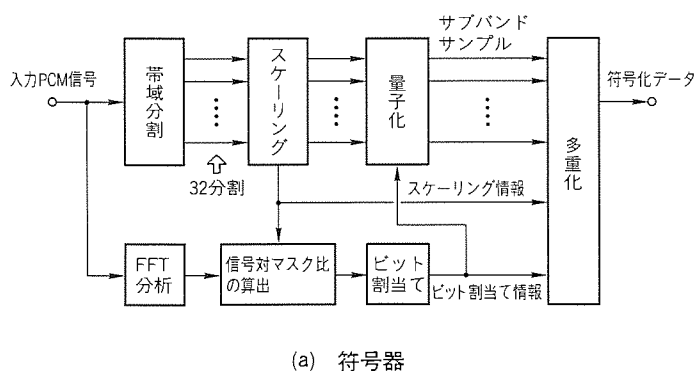 サブバンド
サンプル
入力PCM信号
帯域分割
スケーリング
量子化
多重化
符号化データ
32分割
スケーリング情報
FFT
分析
信号対マスク比
の算出
ビット
割当て
ビット割当て情報
(a) 符号器